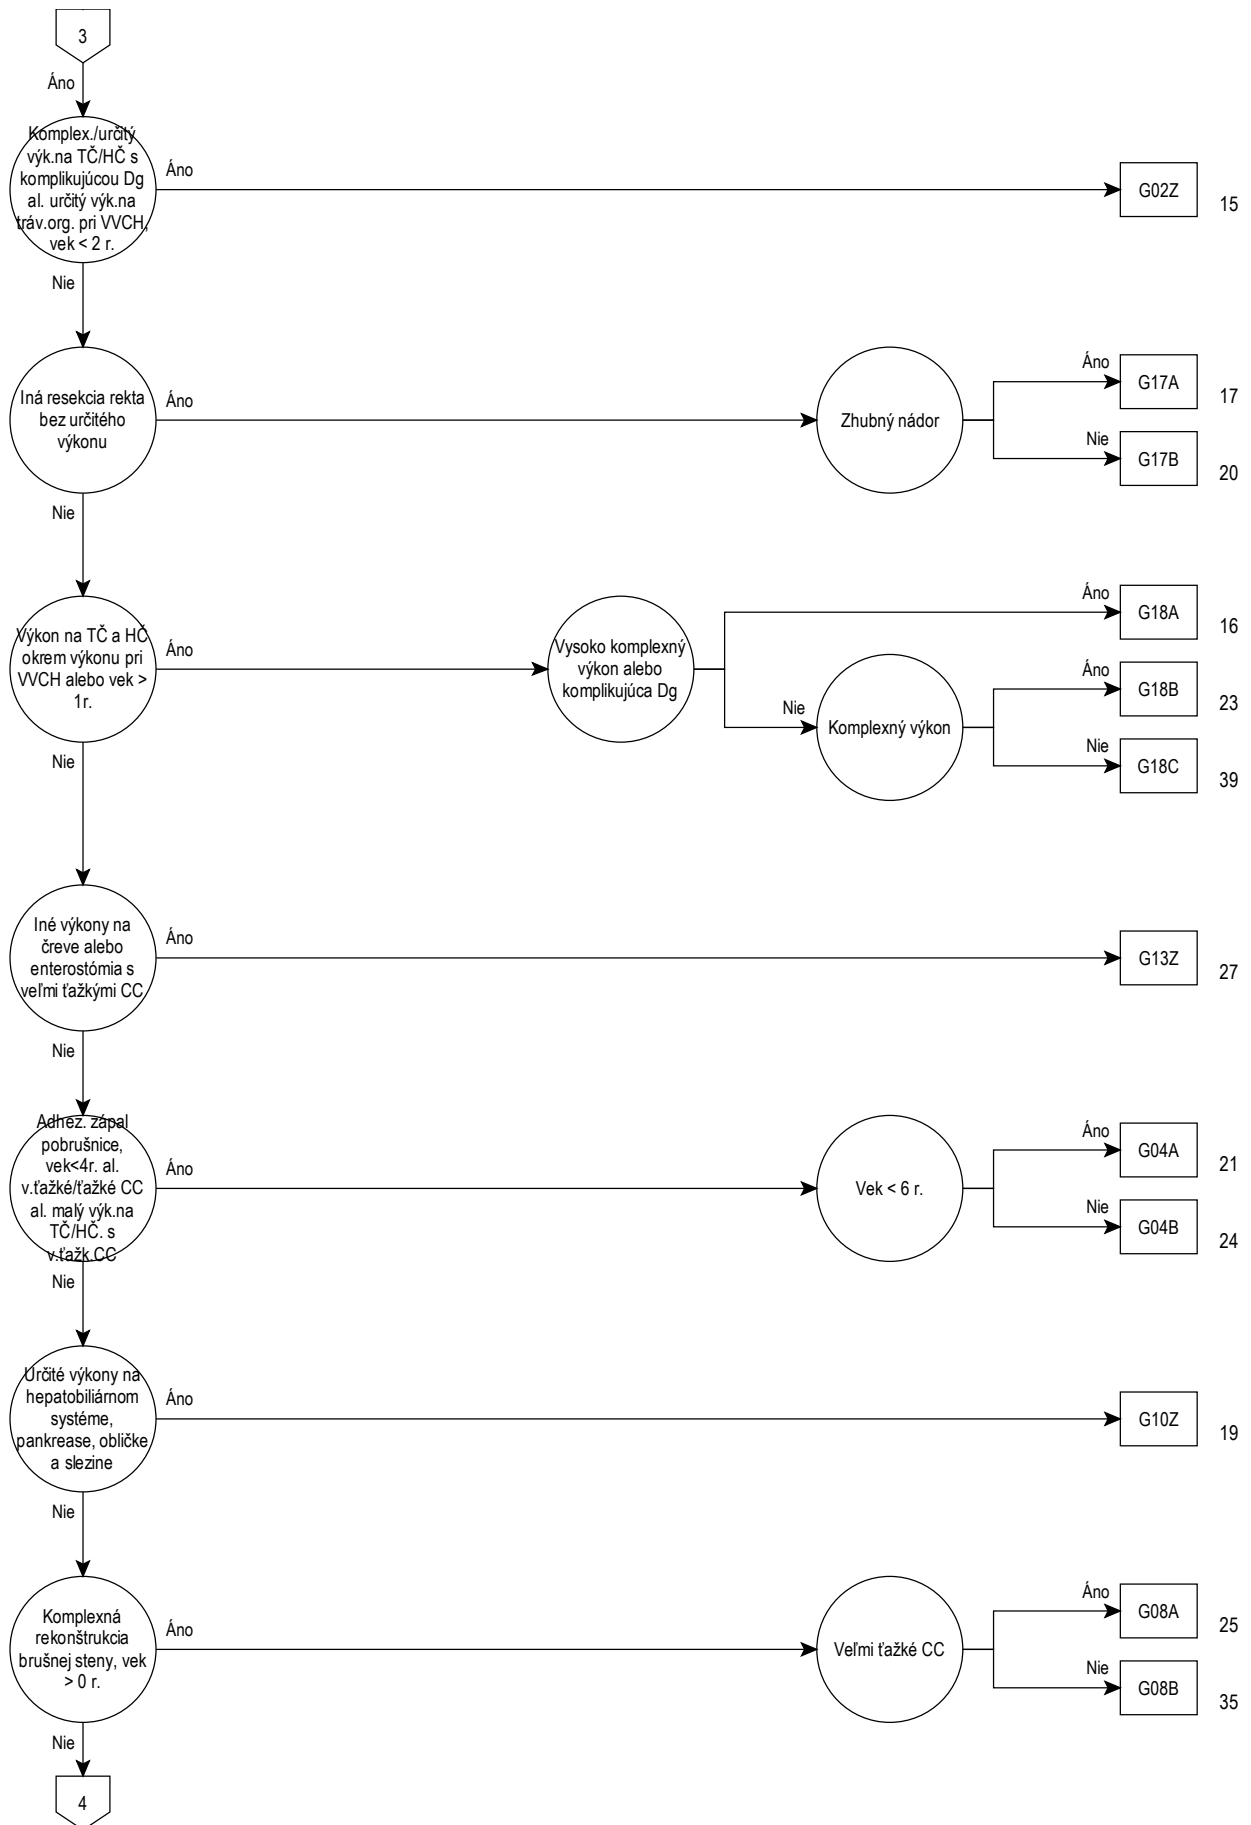 3
Áno
Komplex./určitý
výk.na TČ/HČ s
komplikujúcou Dg
al. určitý výk.na
tráv.org. pri VVCH,
vek < 2 r.
Áno
G02Z
15
Nie
Iná resekcia rekta
bez určitého
výkonu
Áno
Zhubný nádor
Áno
G17A
17
Nie
G17B
20
Nie
Výkon na TČ a HČ
okrem výkonu pri
VVCH alebo vek >
1r.
Áno
Vysoko komplexný
výkon alebo
komplikujúca Dg
Áno
G18A
16
Nie
Komplexný výkon
Áno
G18B
23
Nie
G18C
39
Nie
Iné výkony na
čreve alebo
enterostómia s
veľmi ťažkými CC
Áno
G13Z
27
Nie
Adhez. zápal
pobrušnice,
vek<4r. al.
v.ťažké/ťažké CC
al. malý výk.na
TČ/HČ. s
v.ťažk.CC
Áno
Vek < 6 r.
Áno
G04A
21
Nie
G04B
24
Nie
Určité výkony na
hepatobiliárnom
systéme,
pankrease, obličke
a slezine
Áno
G10Z
19
Nie
Komplexná
rekonštrukcia
brušnej steny, vek
> 0 r.
Áno
Veľmi ťažké CC
Áno
G08A
25
Nie
G08B
35
Nie
4